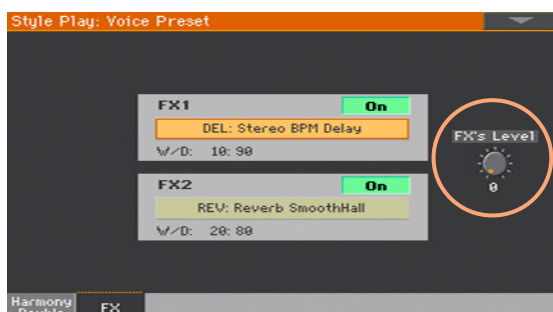 Style Play: Voice Preset
FX1
On
DEL: Stereo BPM Delay
W/D: 10:90
FX's Level
0
FX2
On
REV: Reverb SmoothHall
W/D: 20:80
Harmony
Double
FX